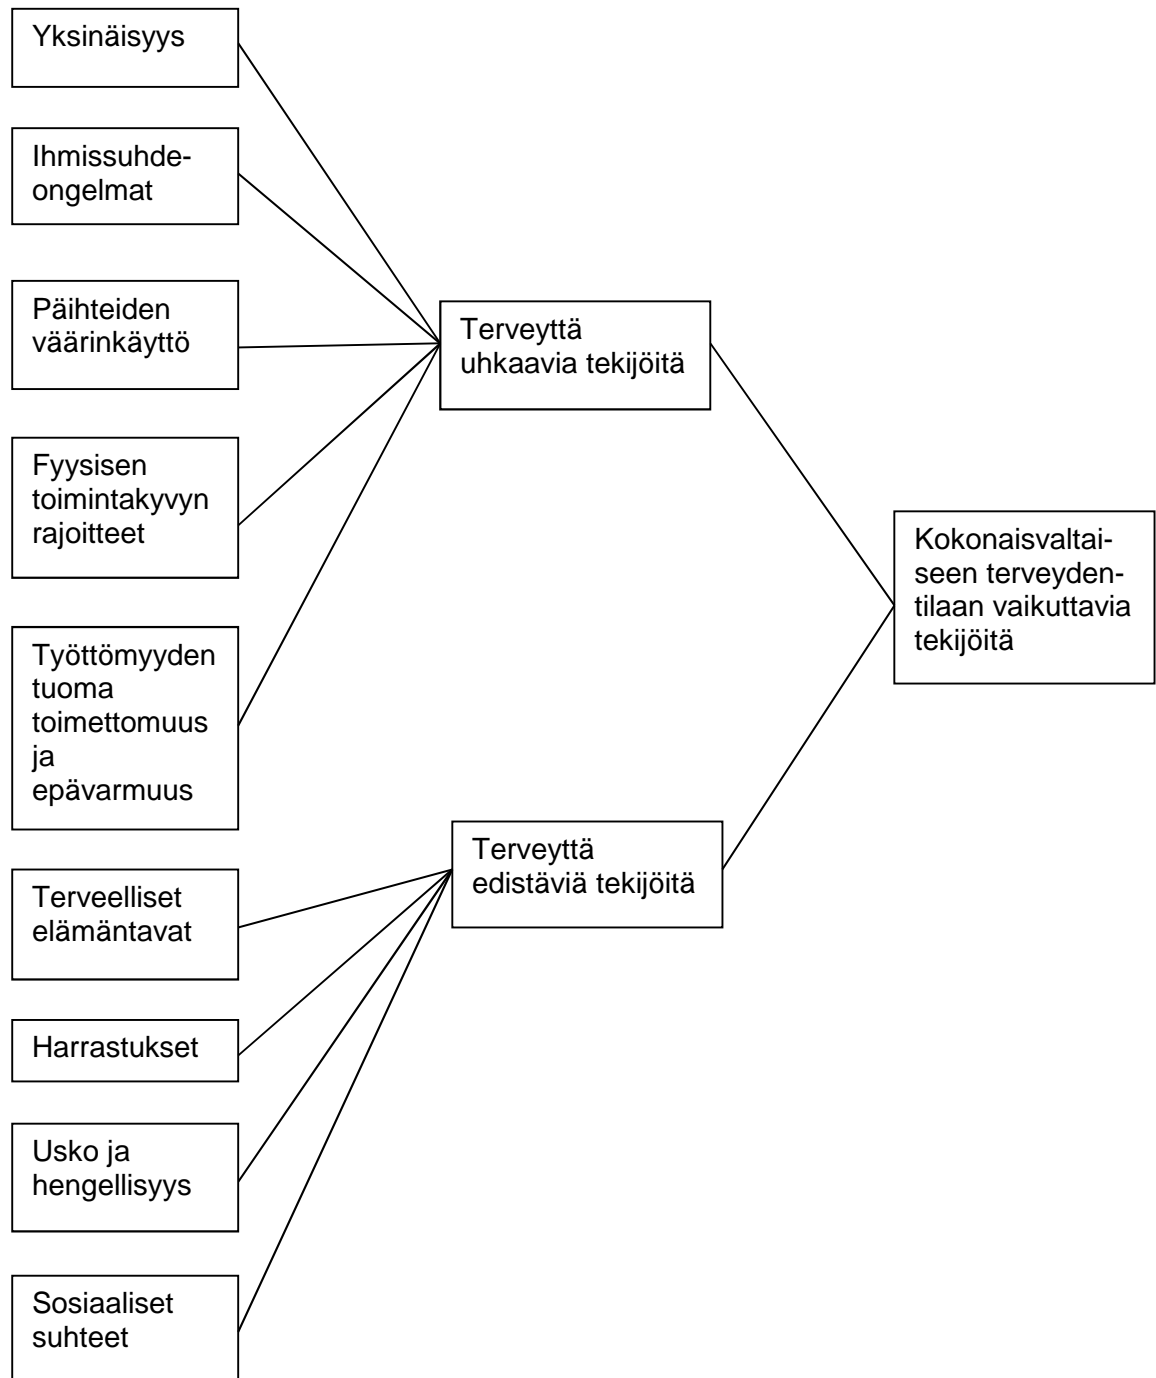 Yksinäisyys
Ihmissuhde-
ongelmat
Päihteiden
väärinkäyttö
Fyysisen
toimintakyvyn
rajoitteet
Työttömyyden
tuoma
toimettomuus
ja
epävarmuus
Terveelliset
elämäntavat
Harrastukset
Usko ja
hengellisyys
Sosiaaliset
suhteet
Terveyttä
uhkaavia tekijöitä
Terveyttä
edistäviä tekijöitä
Kokonaisvaltai-
seen terveyden-
tilaan vaikuttavia
tekijöitä